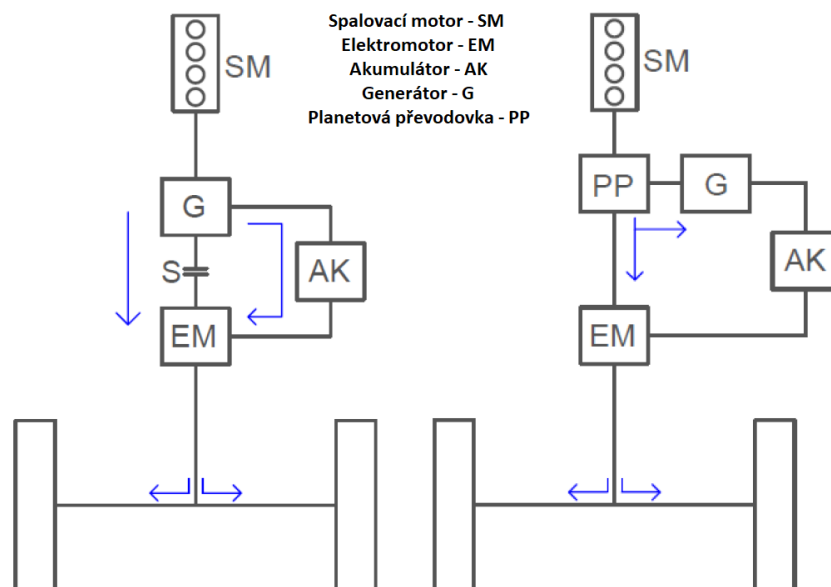 Spalovací motor - SM
Elektromotor - EM
Akumulátor - AK
Generátor - G
Planetová převodovka - PP
SM
G
S
AK
EM
SM
PP
G
AK
EM